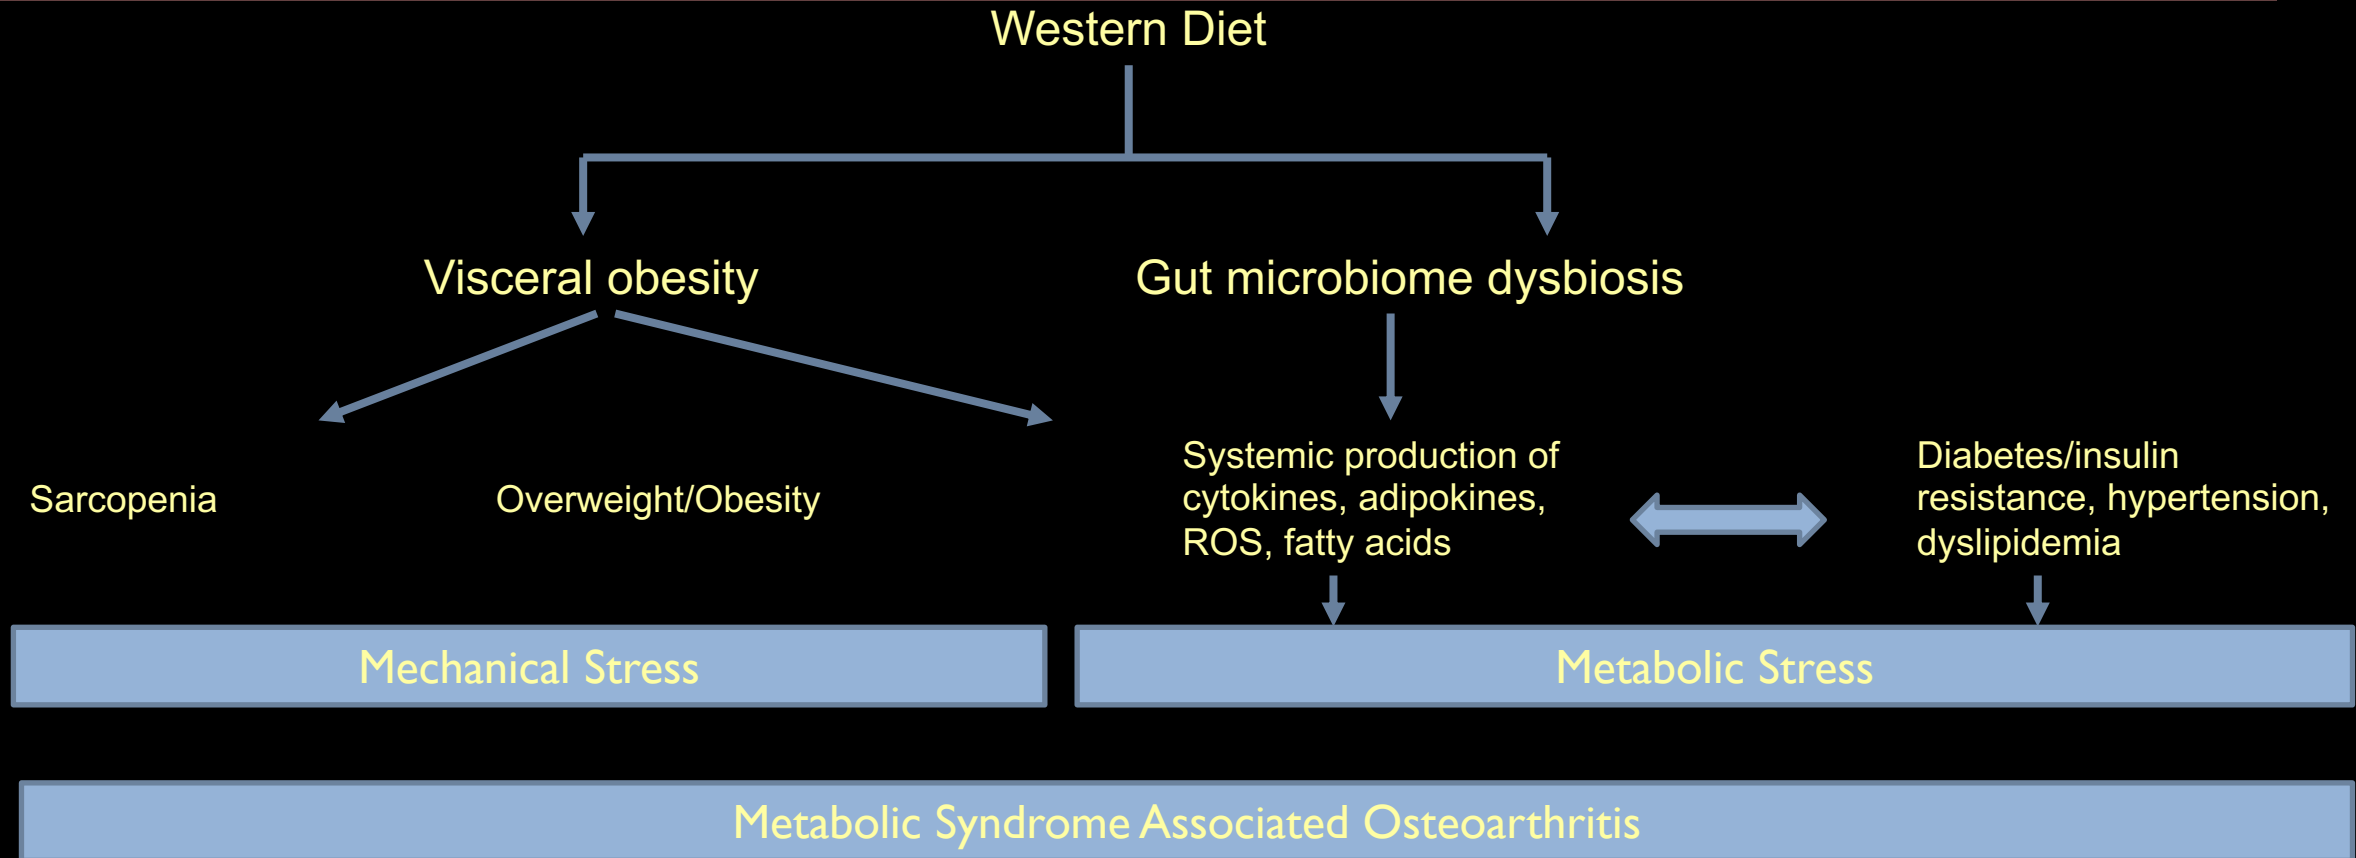 Western Diet
Visceral obesity
Gut microbiome dysbiosis
Sarcopenia
Overweight/Obesity
Systemic production of
cytokines, adipokines,
ROS, fatty acids
Diabetes/insulin
resistance, hypertension,
dyslipidemia
Mechanical Stress
Metabolic Stress
Metabolic Syndrome Associated Osteoarthritis